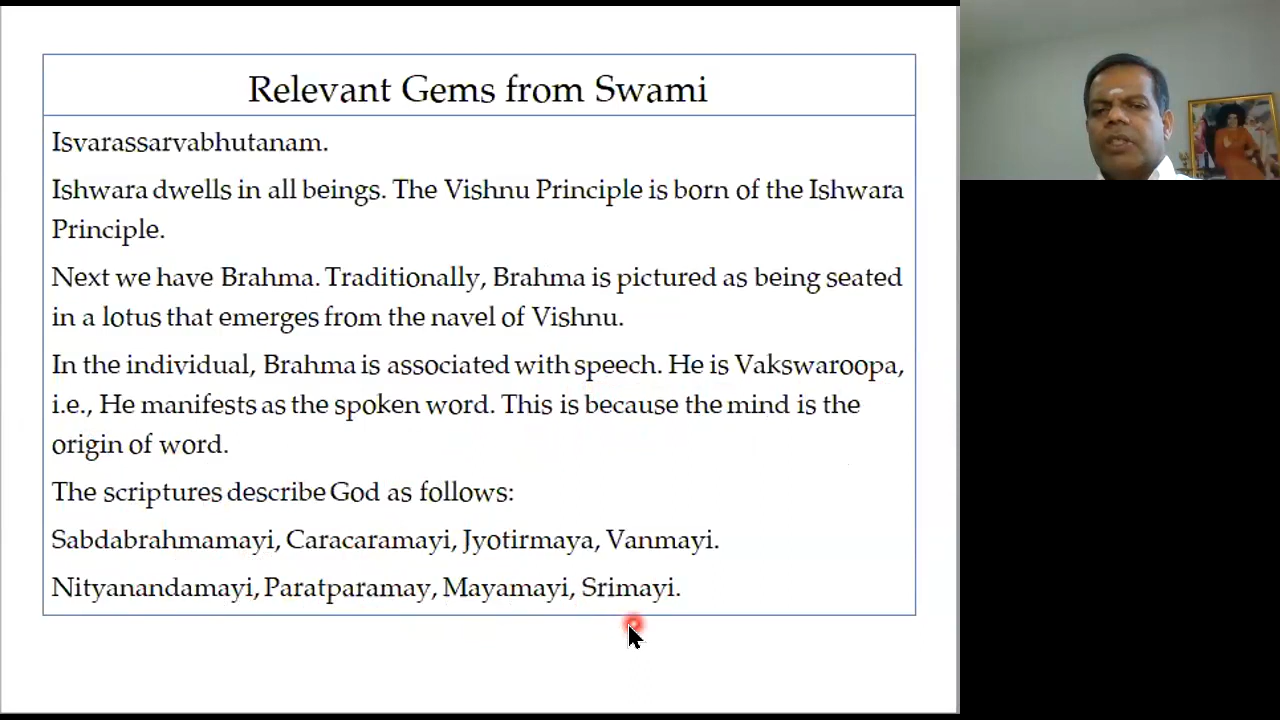 Relevant Gems from Swami
Isvarassarvabhutanam.
Ishwara dwells in all beings. The Vishnu Principle is born of the Ishwara
Principle.
Next we have Brahma. Traditionally, Brahma is pictured as being seated
in a lotus that emerges from the navel of Vishnu.
In the individual, Brahma is associated with speech. He is Vakswaroopa,
i.e., He manifests as the spoken word. This is because the mind is the
origin of word.
The scriptures describe God as follows:
Sabdabrahmamayi, Caracaramayi, Jyotirmaya, Vanmayi.
Nityanandamayi, Paratparamay, Mayamayi, Srimayi.